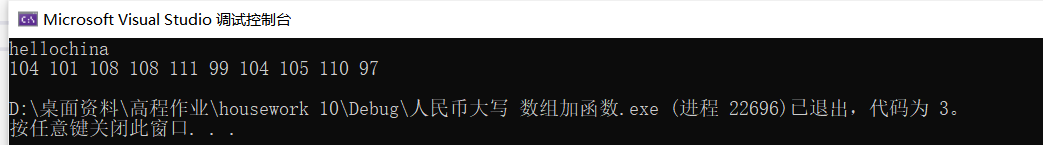 Microsoft Visual Studio 调试控制台
hellochina
104 101 108 108 111 99 104 105 110 97
D:\桌面资料\高程作业\housework 10\Debug\人民币大写 数组加函数.exe (进程 22696)已退出，代码为 3。
按任意键关闭此窗口. . .